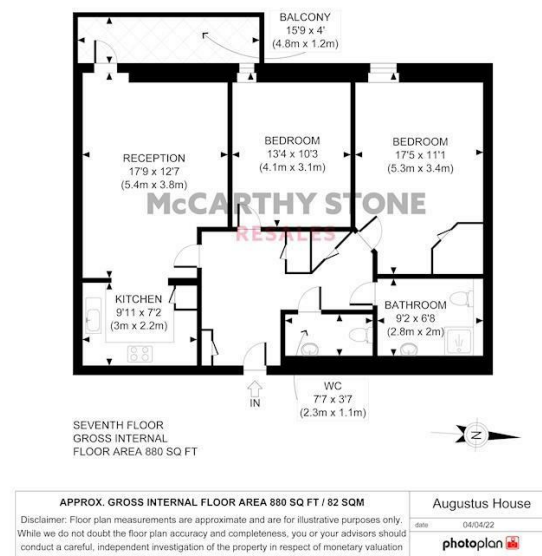 BALCONY
15'9 x 4'
(4.8m x 1.2m)
RECEPTION
17'9 x 12'7
(5.4m x 3.8m)
BEDROOM
13'4 x 10'3
(4.1m x 3.1m)
BEDROOM
17'5 x 11'1
(5.3m x 3.4m)
McCARTHY STONE
RESALES
KITCHEN
9'11 x 7'2
(3m x 2.2m)
BATHROOM
9'2 x 6'8
(2.8m x 2m)
IN
WC
7'7 x 3'7
(2.3m x 1.1m)
SEVENTH FLOOR
GROSS INTERNAL
FLOOR AREA 880 SQ FT
N
APPROX. GROSS INTERNAL FLOOR AREA 880 SQ FT / 82 SQM
Disclaimer: Floor plan measurements are approximate and are for illustrative purposes only.
While we do not doubt the floor plan accuracy and completeness, you or your advisors should
conduct a careful, independent investigation of the property in respect of monetary valuation
Augustus House
date 04/04/22
photoplan